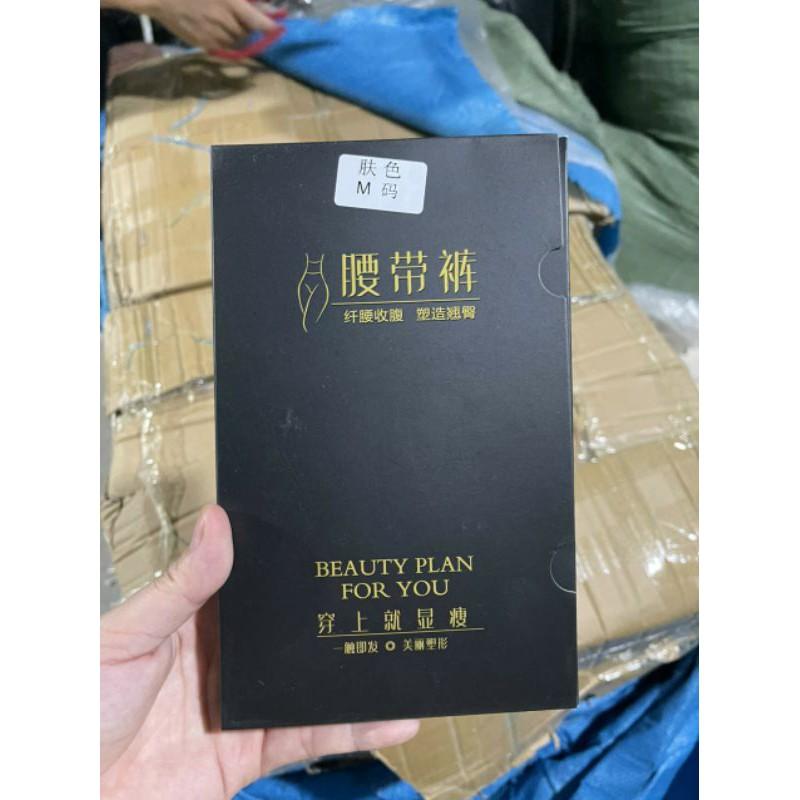 肤色
M 码
腰带裤
纤腰收腹 塑造翘臀
BEAUTY PLAN
FOR YOU
穿上就显瘦
一触即发 美丽塑形